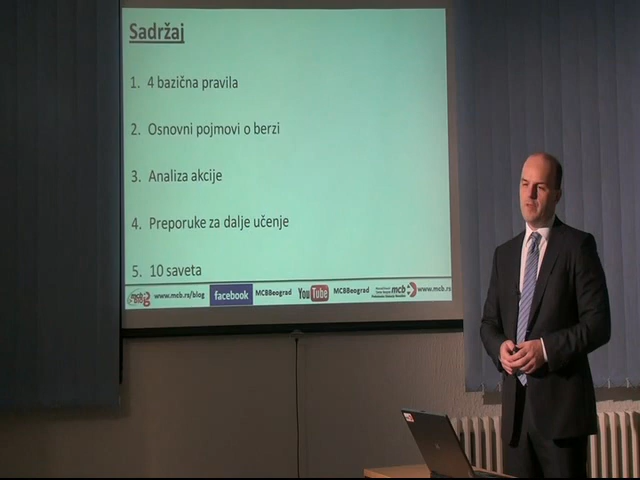 Sadržaj
1. 4 bazična pravila
2. Osnovni pojmovi o berzi
3. Analiza akcije
4. Preporuke za dalje učenje
5. 10 saveta
www.mcb.rs/blog facebook MCBBeograd YouTube MCBBeograd mcb www.mcb.rs